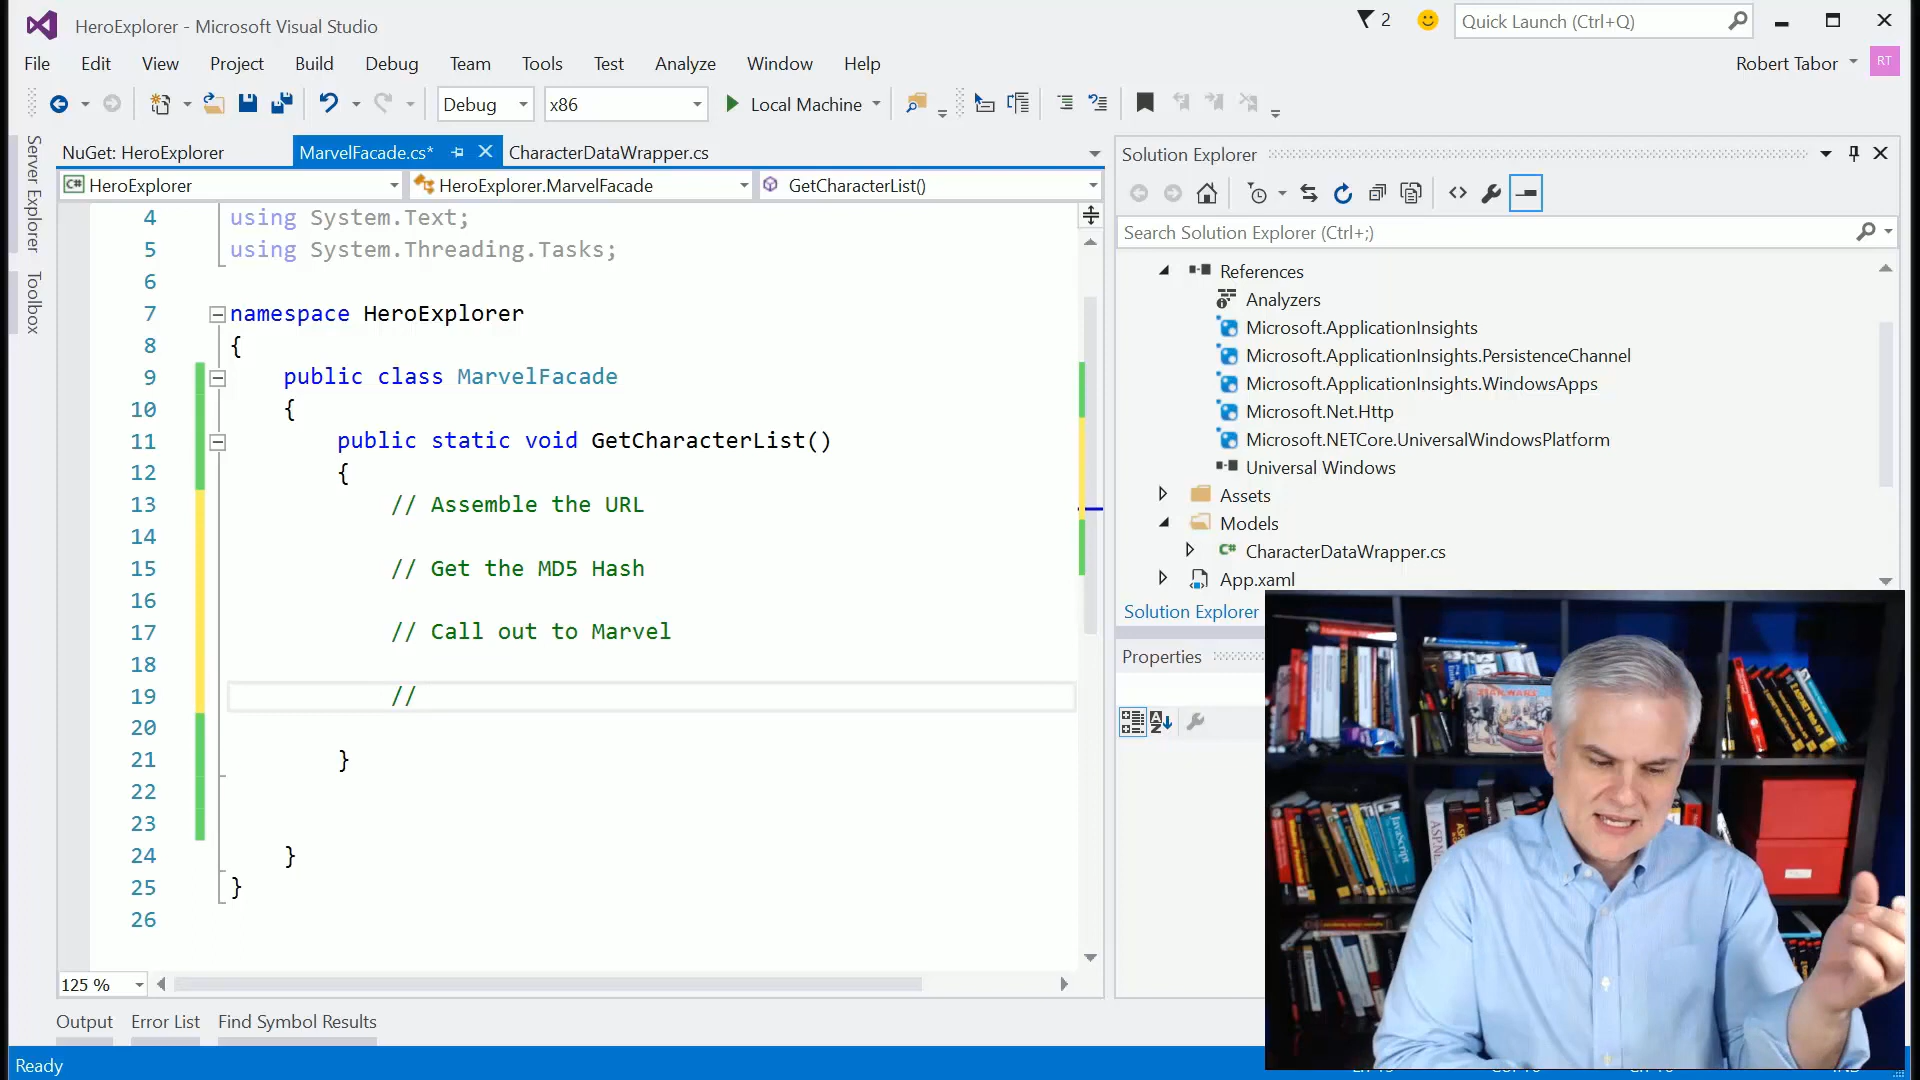 HeroExplorer - Microsoft Visual Studio
2
Quick Launch (Ctrl+Q)
File Edit View Project Build Debug Team Tools Test Analyze Window Help
Robert Tabor
RT
Debug
x86
Local Machine
Server Explorer
Toolbox
NuGet: HeroExplorer
MarvelFacade.cs*
CharacterDataWrapper.cs
C# HeroExplorer
HeroExplorer.MarvelFacade
GetCharacterList()
4 using System.Text;
5 using System.Threading.Tasks;
6
7 namespace HeroExplorer
8 {
9 public class MarvelFacade
10 {
11 public static void GetCharacterList()
12 {
13 // Assemble the URL
14
15 // Get the MD5 Hash
16
17 // Call out to Marvel
18
19 //
20
21 }
22
23
24 }
25 }
26
125 %
Output Error List Find Symbol Results
Ready
Solution Explorer
Search Solution Explorer (Ctrl+;)
References
Analyzers
Microsoft.ApplicationInsights
Microsoft.ApplicationInsights.PersistenceChannel
Microsoft.ApplicationInsights.WindowsApps
Microsoft.Net.Http
Microsoft.NETCore.UniversalWindowsPlatform
Universal Windows
Assets
Models
C# CharacterDataWrapper.cs
App.xaml
Solution Explorer
Properties
STAR WARS
JavaScript